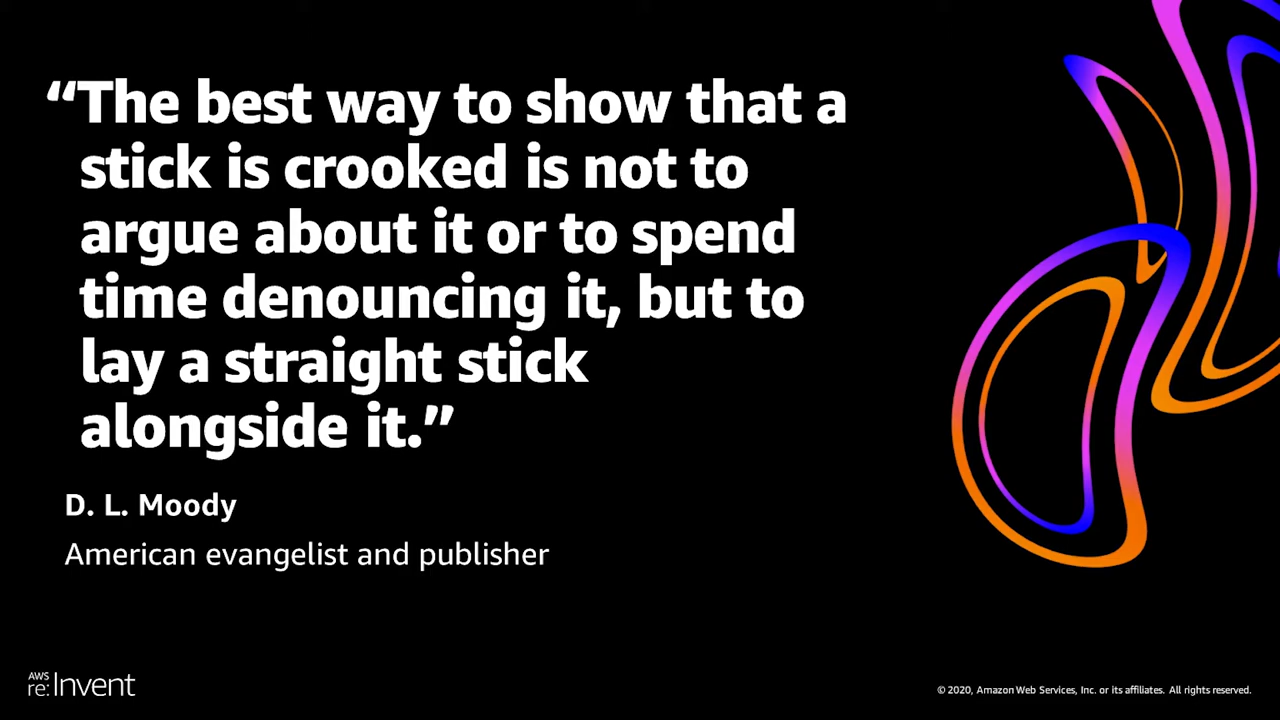 “The best way to show that a
stick is crooked is not to
argue about it or to spend
time denouncing it, but to
lay a straight stick
alongside it.”
D. L. Moody
American evangelist and publisher
AWS
re:Invent
© 2020, Amazon Web Services, Inc. or its affiliates. All rights reserved.